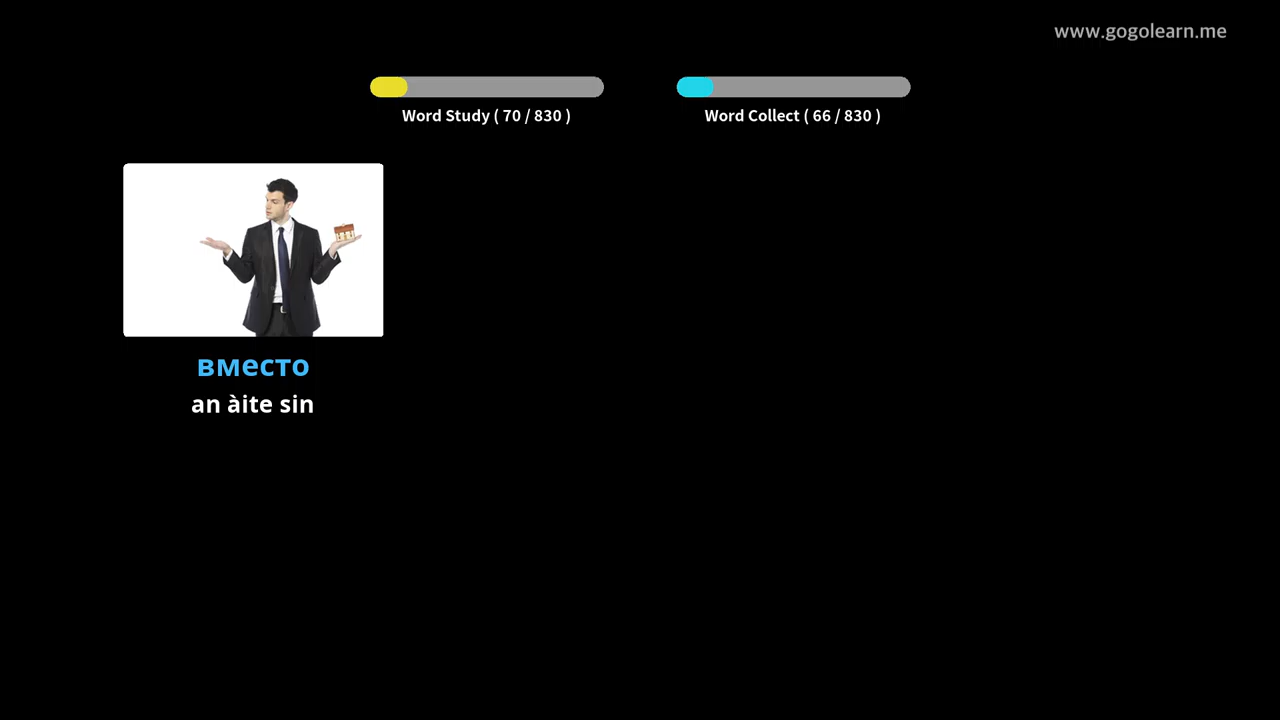 www.gogolearn.me
Word Study ( 70 / 830 )
Word Collect ( 66 / 830 )
вместо
an àite sin